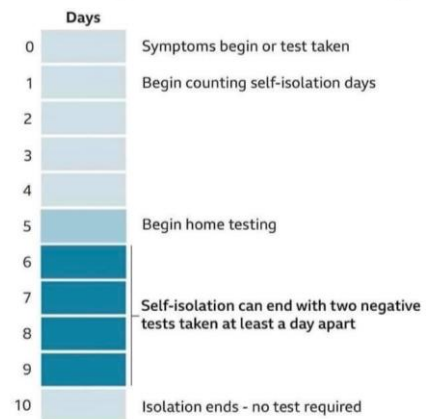 Days
0 Symptoms begin or test taken
1 Begin counting self-isolation days
2
3
4
5 Begin home testing
6
7
Self-isolation can end with two negative
tests taken at least a day apart
8
9
10 Isolation ends - no test required